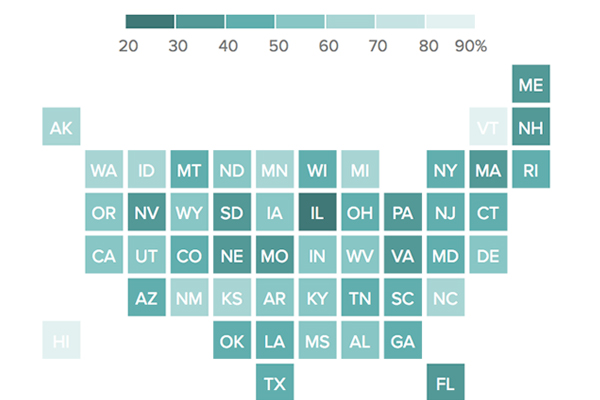 20 30 40 50 60 70 80 90%
ME
AK VT NH
WA ID MT ND MN WI MI NY MA RI
OR NV WY SD IA IL OH PA NJ CT
CA UT CO NE MO IN WV VA MD DE
AZ NM KS AR KY TN SC NC
HI OK LA MS AL GA
TX FL